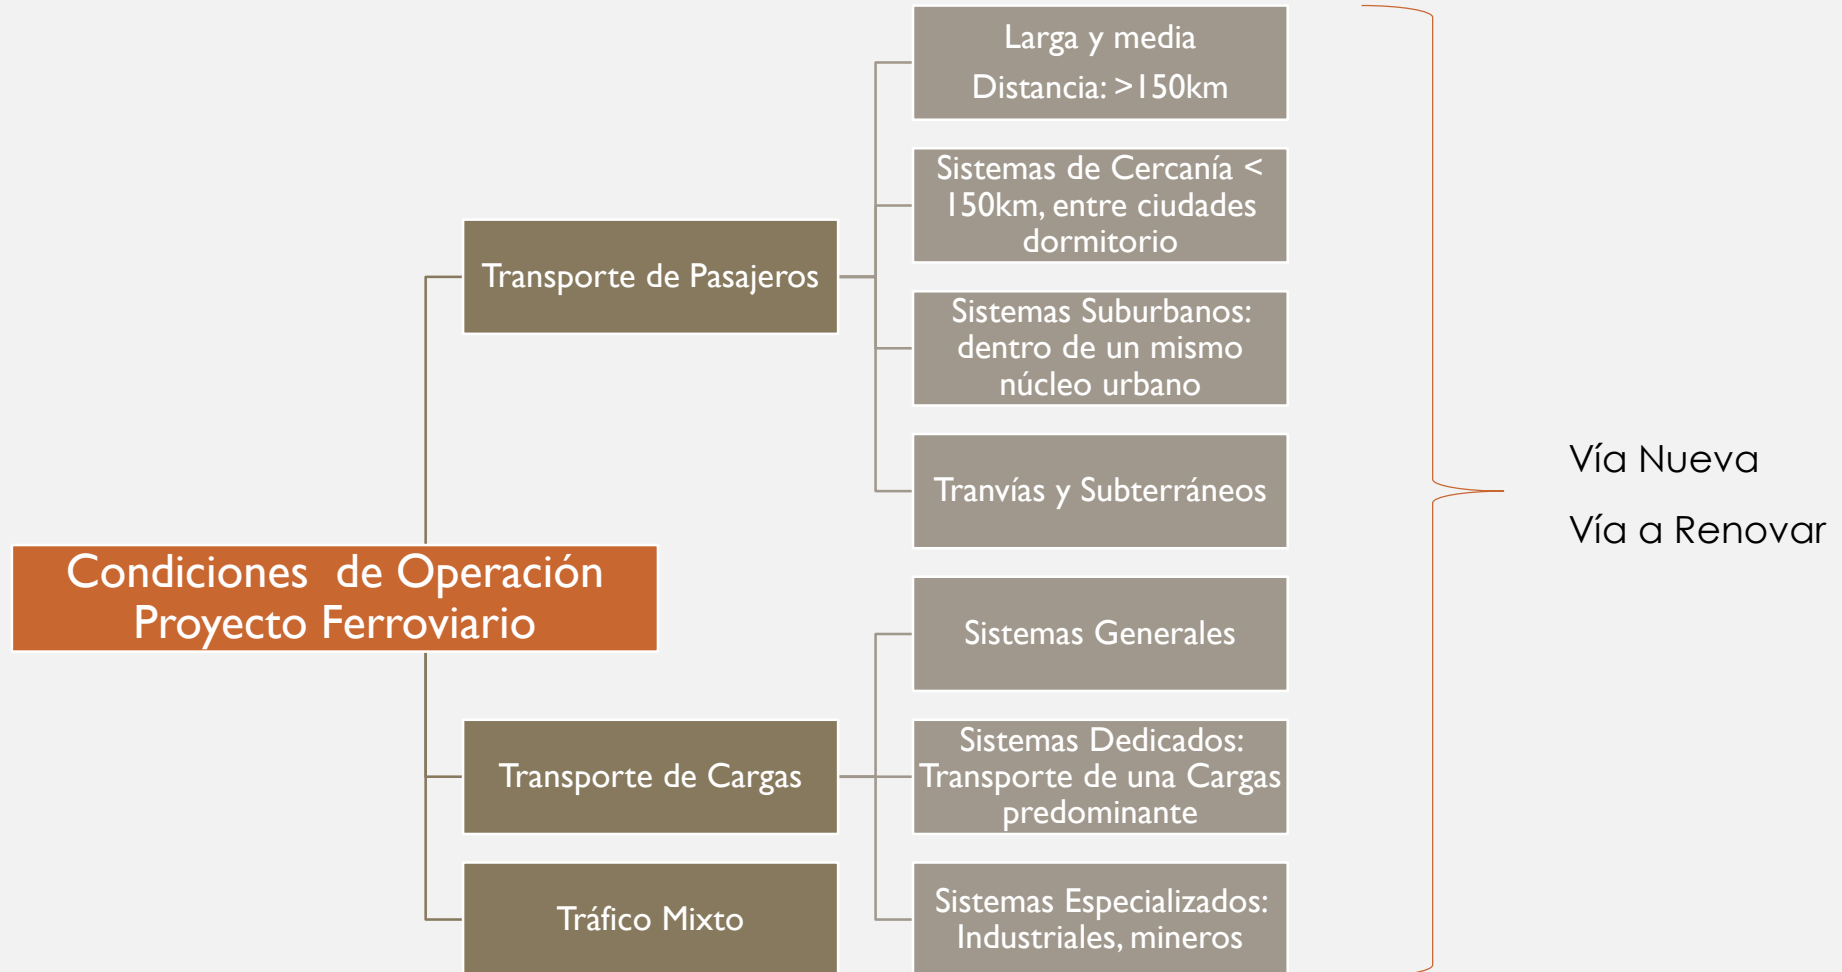 Condiciones de Operación
Proyecto Ferroviario
Transporte de Pasajeros
Larga y media
Distancia: >150km
Sistemas de Cercanía <
150km, entre ciudades
dormitorio
Sistemas Suburbanos:
dentro de un mismo
núcleo urbano
Tranvías y Subterráneos
Transporte de Cargas
Sistemas Generales
Sistemas Dedicados:
Transporte de una Cargas
predominante
Sistemas Especializados:
Industriales, mineros
Tráfico Mixto
Vía Nueva
Vía a Renovar